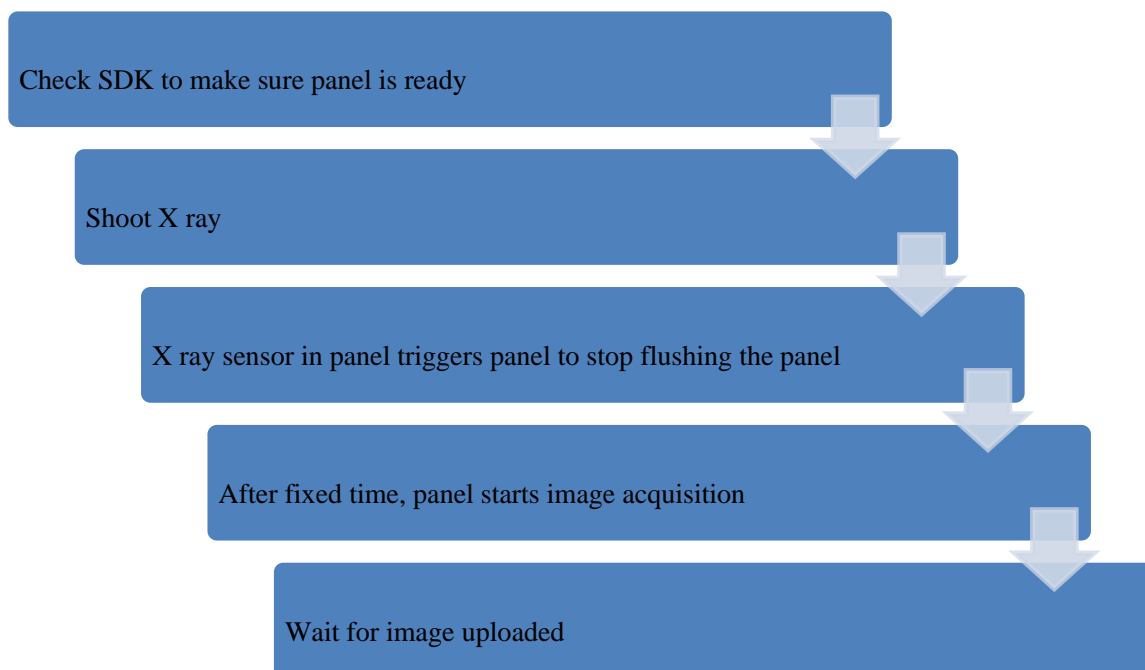 Check SDK to make sure panel is ready
Shoot X ray
X ray sensor in panel triggers panel to stop flushing the panel
After fixed time, panel starts image acquisition
Wait for image uploaded